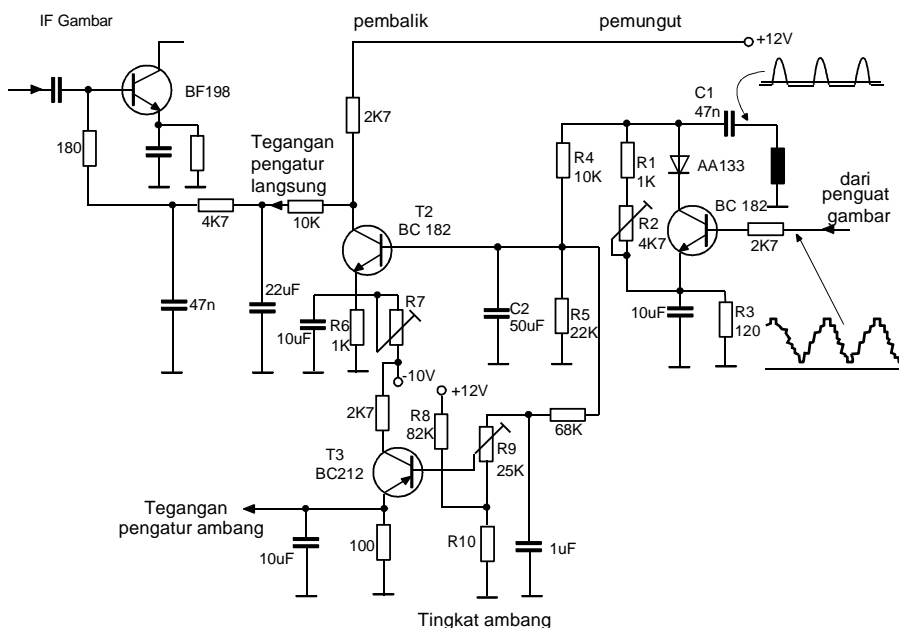 IF Gambar
pembalik
pemungut
+12V
BF198
C1
47n
2K7
180
Tegangan
pengatur
langsung
R4
10K
R1
1K
AA133
dari
penguat
gambar
4K7
10K
T2
BC 182
R2
4K7
BC 182
2K7
47n
22uF
10uF
R6
1K
R7
C2
50uF
R5
22K
10uF
R3
120
-10V
+12V
2K7
R8
82K
68K
T3
BC212
R9
25K
Tegangan
pengatur ambang
10uF
100
R10
1uF
Tingkat ambang